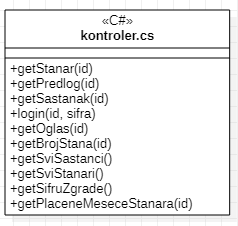 «C#»
kontroler.cs
+getStanar(id)
+getPredlog(id)
+getSastanak(id)
+login(id, sifra)
+getOglas(id)
+getBrojStana(id)
+getSviSastanci()
+getSviStanari()
+getSifruZgrade()
+getPlaceneMeseceStanara(id)